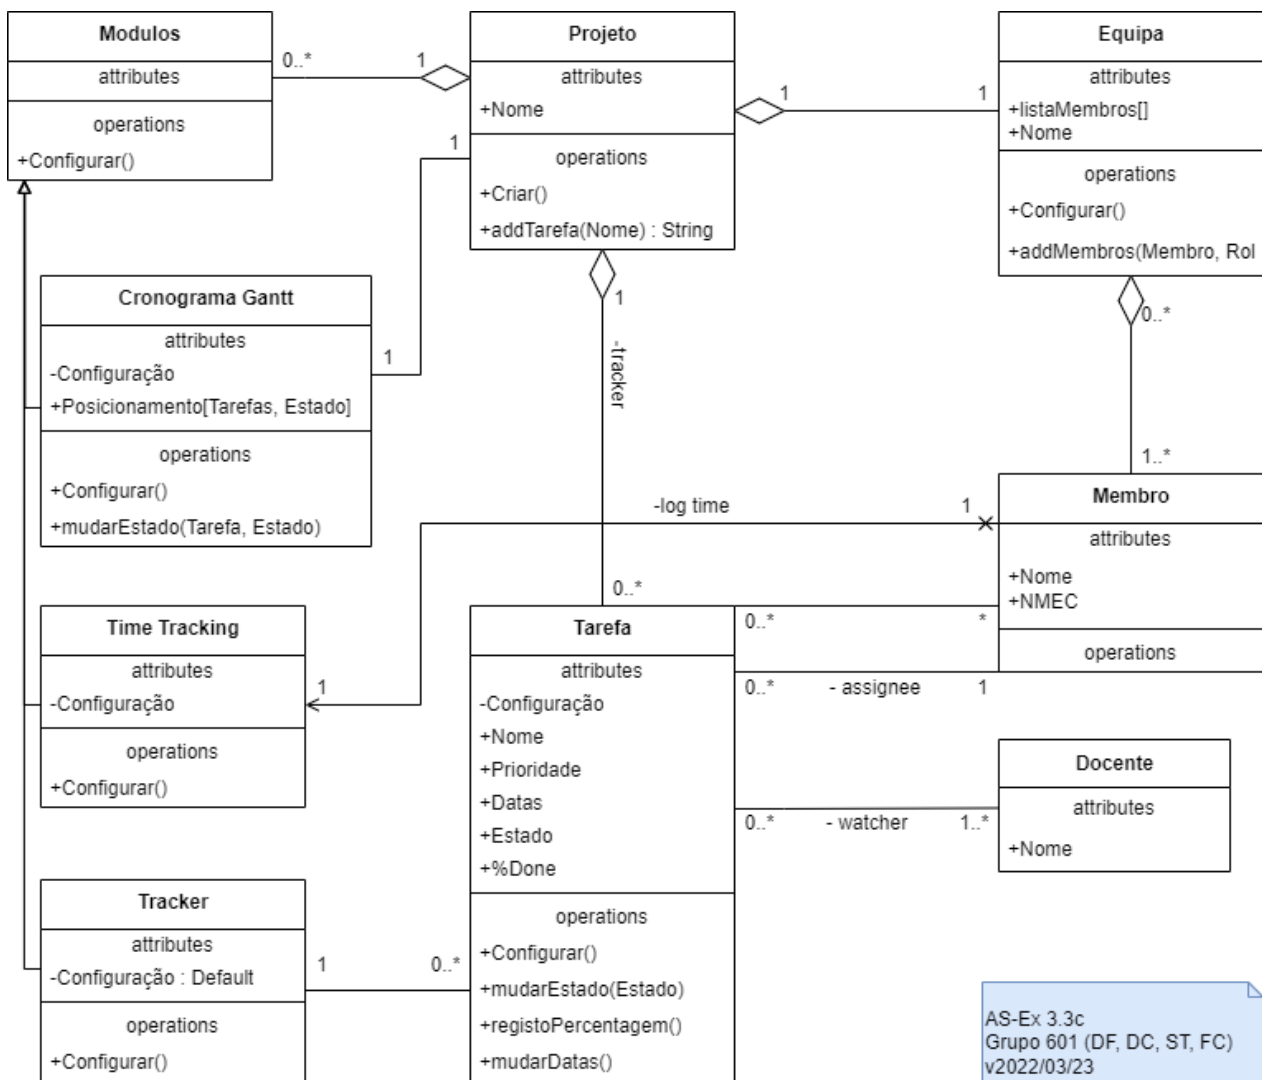 Modulos
attributes
operations
+Configurar()
0..*
1
Projeto
attributes
+Nome
operations
+Criar()
+addTarefa(Nome) : String
1
1
Equipa
attributes
+listaMembros[]
+Nome
operations
+Configurar()
+addMembros(Membro, Rol
1
1
Cronograma Gantt
attributes
-Configuração
+Posicionamento[Tarefas, Estado]
operations
+Configurar()
+mudarEstado(Tarefa, Estado)
1
-tracker
0..*
0..*
1..*
-log time
1
1
Membro
attributes
+Nome
+NMEC
operations
Time Tracking
attributes
-Configuração
operations
+Configurar()
Tarefa
attributes
-Configuração
+Nome
+Prioridade
+Datas
+Estado
+%Done
operations
+Configurar()
+mudarEstado(Estado)
+registoPercentagem()
+mudarDatas()
0..*
*
0..*
- assignee
1
0..*
- watcher
1..*
Docente
attributes
+Nome
Tracker
attributes
-Configuração : Default
operations
+Configurar()
1
0..*
AS-Ex 3.3c
Grupo 601 (DF, DC, ST, FC)
v2022/03/23